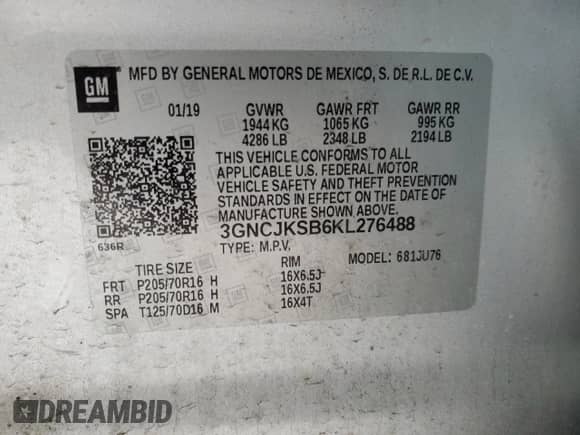 GM
MFD BY GENERAL MOTORS DE MEXICO, S. DE R.L. DE C.V.
01/19 GVWR GAWR FRT GAWR RR
1944 KG 1065 KG 995 KG
4286 LB 2348 LB 2194 LB
THIS VEHICLE CONFORMS TO ALL
APPLICABLE U.S. FEDERAL MOTOR
VEHICLE SAFETY AND THEFT PREVENTION
STANDARDS IN EFFECT ON THE DATE OF
MANUFACTURE SHOWN ABOVE.
3GNCJKSB6KL276488
636R
TYPE: M.P.V. MODEL: 681JU76
TIRE SIZE RIM
FRT P205/70R16 H 16X6.5J
RR P205/70R16 H 16X6.5J
SPA T125/70D16 M 16X4T
DREAMBID